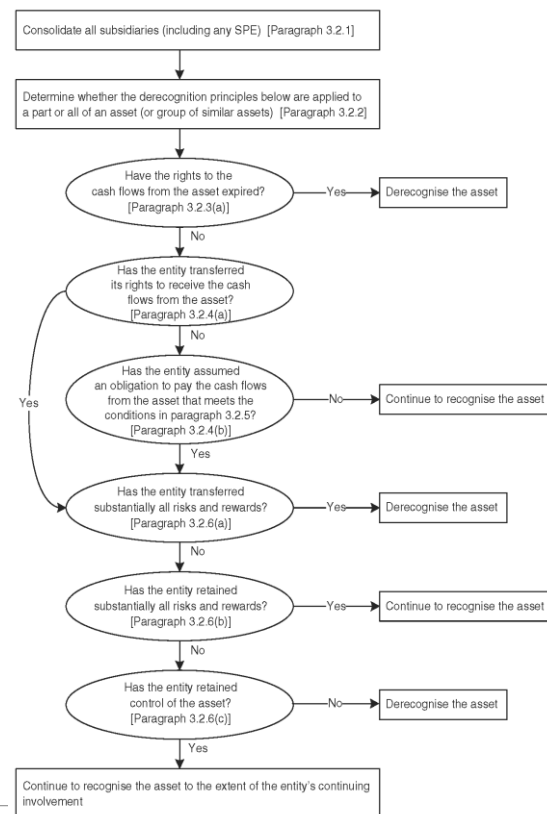 Consolidate all subsidiaries (including any SPE) [Paragraph 3.2.1]
Determine whether the derecognition principles below are applied to
a part or all of an asset (or group of similar assets) [Paragraph 3.2.2]
Have the rights to the
cash flows from the asset expired?
[Paragraph 3.2.3(a)]
Yes
Derecognise the asset
No
Has the entity transferred
its rights to receive the cash
flows from the asset?
[Paragraph 3.2.4(a)]
No
Yes
Has the entity assumed
an obligation to pay the cash flows
from the asset that meets the
conditions in paragraph 3.2.5?
[Paragraph 3.2.4(b)]
No
Continue to recognise the asset
Yes
Has the entity transferred
substantially all risks and rewards?
[Paragraph 3.2.6(a)]
Yes
Derecognise the asset
No
Has the entity retained
substantially all risks and rewards?
[Paragraph 3.2.6(b)]
Yes
Continue to recognise the asset
No
Has the entity retained
control of the asset?
[Paragraph 3.2.6(c)]
No
Derecognise the asset
Yes
Continue to recognise the asset to the extent of the entity's continuing
involvement